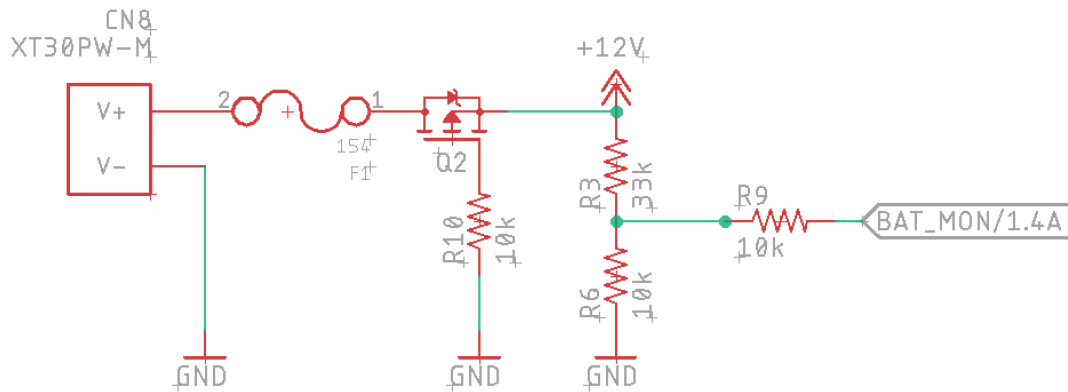 CN8
XT30PW-M
V+
V-
2
1
154
F1
Q2
R10
10k
+12V
R3
33k
R6
10k
R9
10k
BAT_MON/1.4A
GND
GND
GND